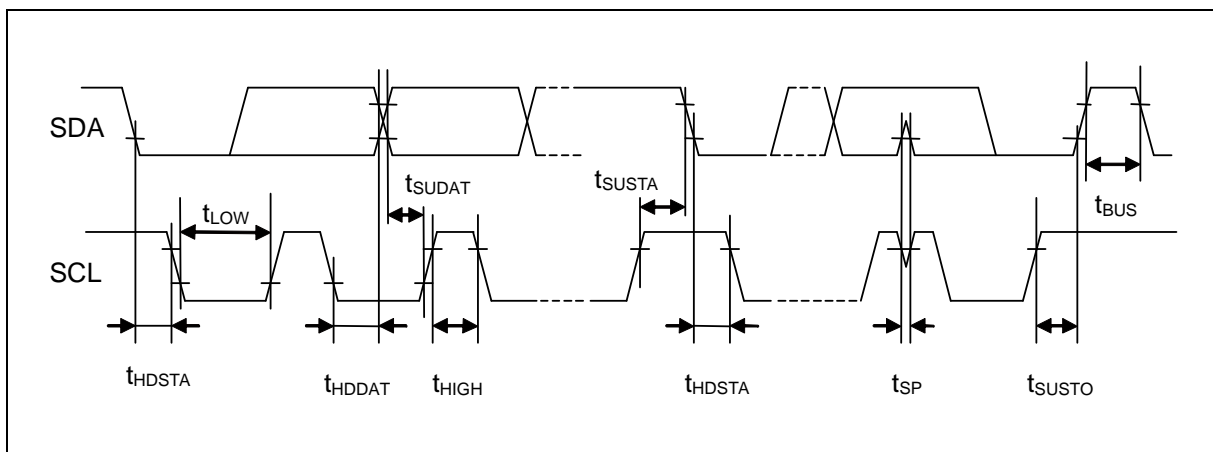 SDA
tSUDAT
tSUSTA
tLOW
tBUS
SCL
tHDSTA
tHDDAT
tHIGH
tHDSTA
tSP
tSUSTO